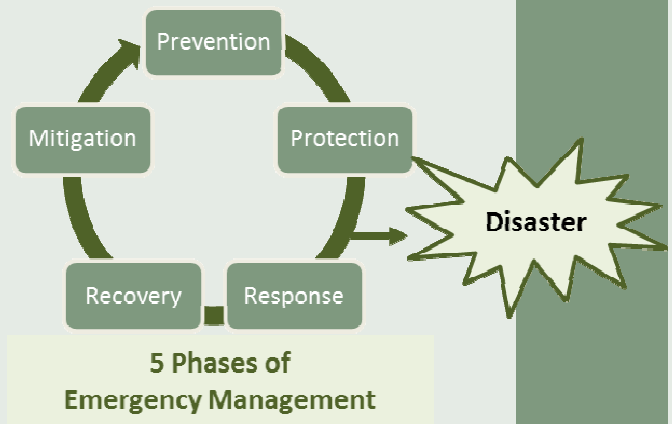 Prevention
Mitigation
Protection
Disaster
Recovery
Response
5 Phases of
Emergency Management